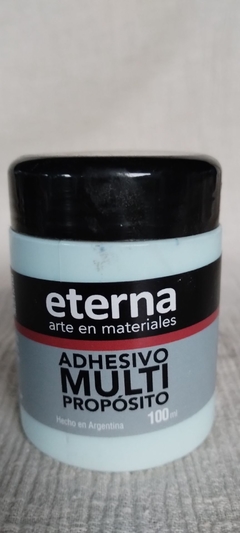 eterna
arte en materiales
ADHESIVO
MULTI
PROPÓSITO
Hecho en Argentina 100 ml